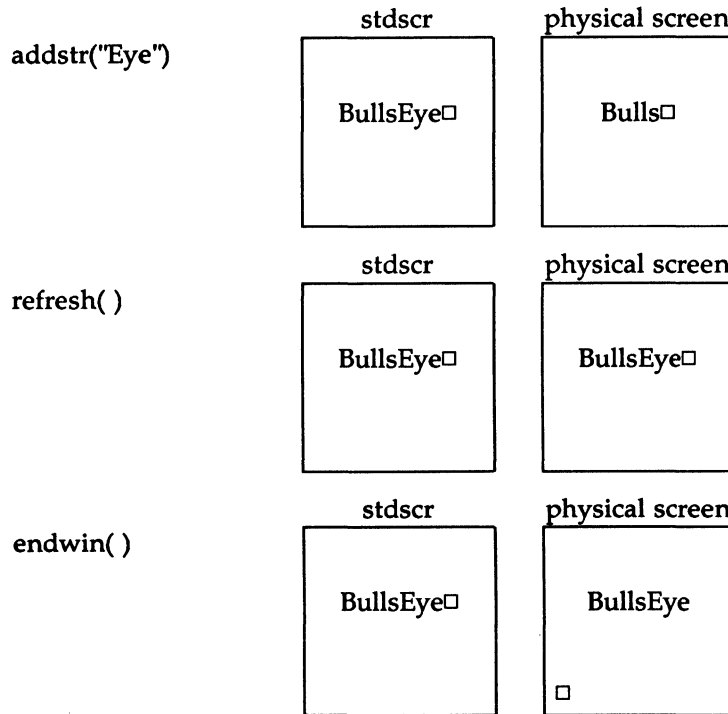 stdscr physical screen
addstr("Eye")
BullsEye□ Bulls□
stdscr physical screen
refresh( )
BullsEye□ BullsEye□
stdscr physical screen
endwin( )
BullsEye□ BullsEye
□